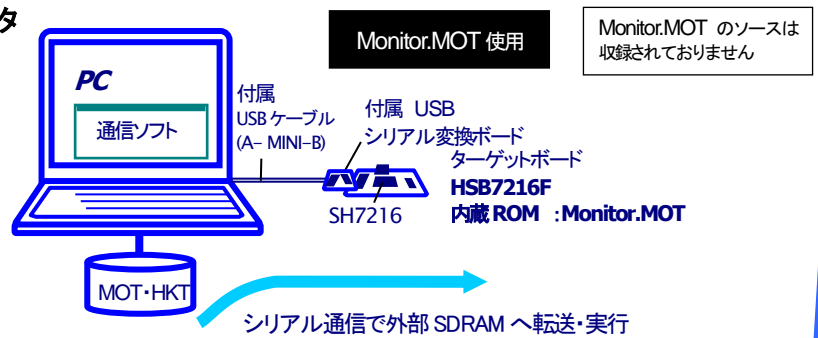 タ
Monitor.MOT 使用
Monitor.MOT のソースは
収録されておりません
PC
通信ソフト
付属
USB ケーブル
(A- MINI-B)
付属 USB
シリアル変換ボード
ターゲットボード
HSB7216F
内蔵 ROM :Monitor.MOT
SH7216
MOT・HKT
シリアル通信で外部 SDRAM へ転送・実行